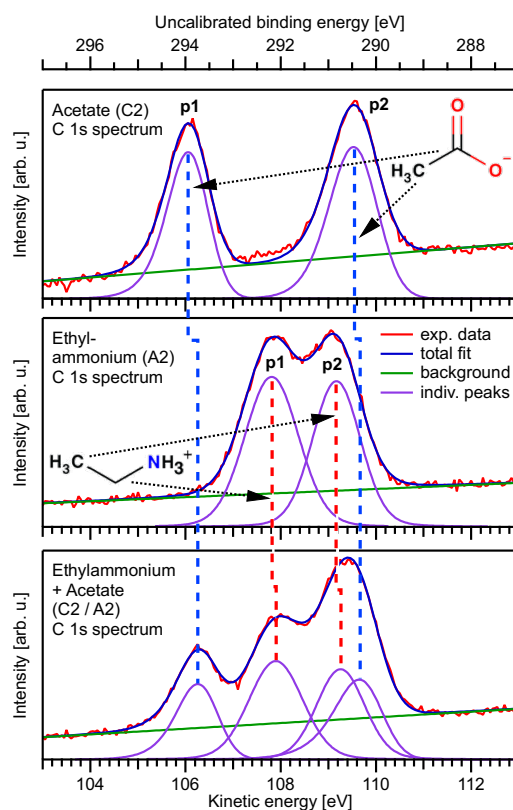 Uncalibrated binding energy [eV]
296 294 292 290 288
Intensity [arb. u.]
Acetate (C2)
C 1s spectrum
p1
p2
O
H₃C
O⁻
Intensity [arb. u.]
Ethyl-
ammonium (A2)
C 1s spectrum
p1
p2
exp. data
total fit
background
indiv. peaks
H₃C
NH₃⁺
Intensity [arb. u.]
Ethylammonium
+ Acetate
(C2 / A2)
C 1s spectrum
104 106 108 110 112
Kinetic energy [eV]